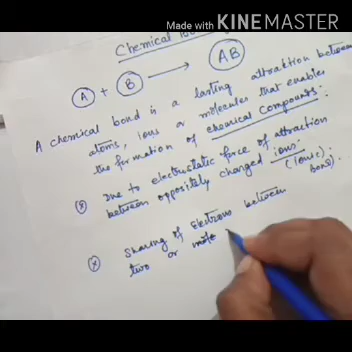 Made with KINEMASTER
Chemical
A + B → AB
A chemical bond is a lasting attraction between
atoms, ions or molecules that enables
the formation of chemical compounds :
Due to electrostatic force of attraction
between oppositely charged ions.
(ionic)
bond)
Sharing of electrons between
two or more